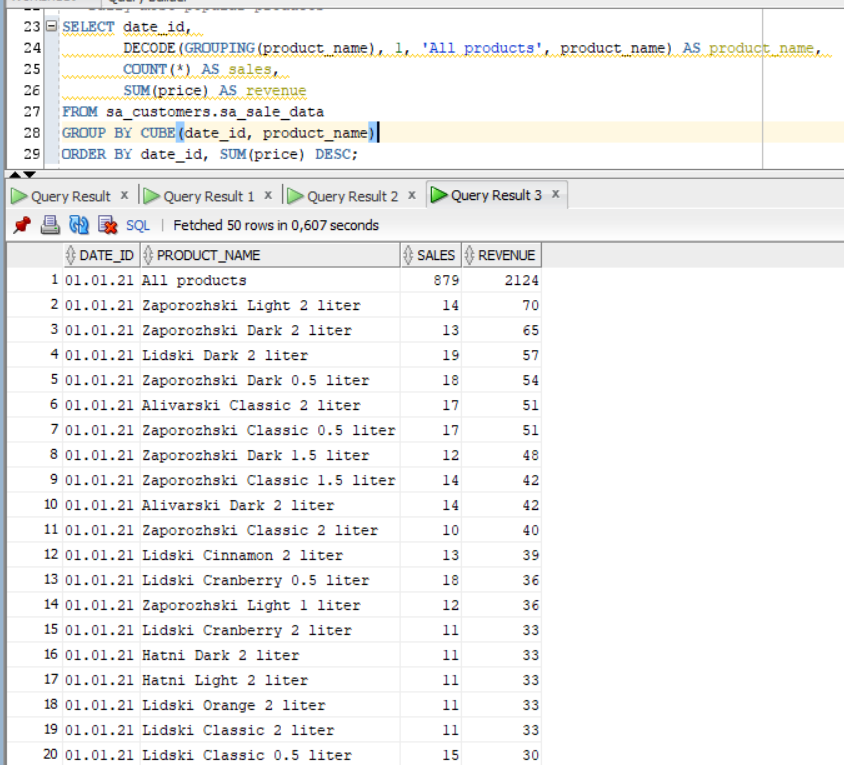 23 SELECT date_id,
24 DECODE(GROUPING(product_name), 1, 'All products', product_name) AS product_name,
25 COUNT(*) AS sales,
26 SUM(price) AS revenue
27 FROM sa_customers.sa_sale_data
28 GROUP BY CUBE(date_id, product_name)
29 ORDER BY date_id, SUM(price) DESC;
Query Result x Query Result 1 x Query Result 2 x Query Result 3 x
SQL | Fetched 50 rows in 0,607 seconds
DATE_ID PRODUCT_NAME SALES REVENUE
1 01.01.21 All products 879 2124
2 01.01.21 Zaporozhski Light 2 liter 14 70
3 01.01.21 Zaporozhski Dark 2 liter 13 65
4 01.01.21 Lidski Dark 2 liter 19 57
5 01.01.21 Zaporozhski Dark 0.5 liter 18 54
6 01.01.21 Alivarski Classic 2 liter 17 51
7 01.01.21 Zaporozhski Classic 0.5 liter 17 51
8 01.01.21 Zaporozhski Dark 1.5 liter 12 48
9 01.01.21 Zaporozhski Classic 1.5 liter 14 42
10 01.01.21 Alivarski Dark 2 liter 14 42
11 01.01.21 Zaporozhski Classic 2 liter 10 40
12 01.01.21 Lidski Cinnamon 2 liter 13 39
13 01.01.21 Lidski Cranberry 0.5 liter 18 36
14 01.01.21 Zaporozhski Light 1 liter 12 36
15 01.01.21 Lidski Cranberry 2 liter 11 33
16 01.01.21 Hatni Dark 2 liter 11 33
17 01.01.21 Hatni Light 2 liter 11 33
18 01.01.21 Lidski Orange 2 liter 11 33
19 01.01.21 Lidski Classic 2 liter 11 33
20 01.01.21 Lidski Classic 0.5 liter 15 30